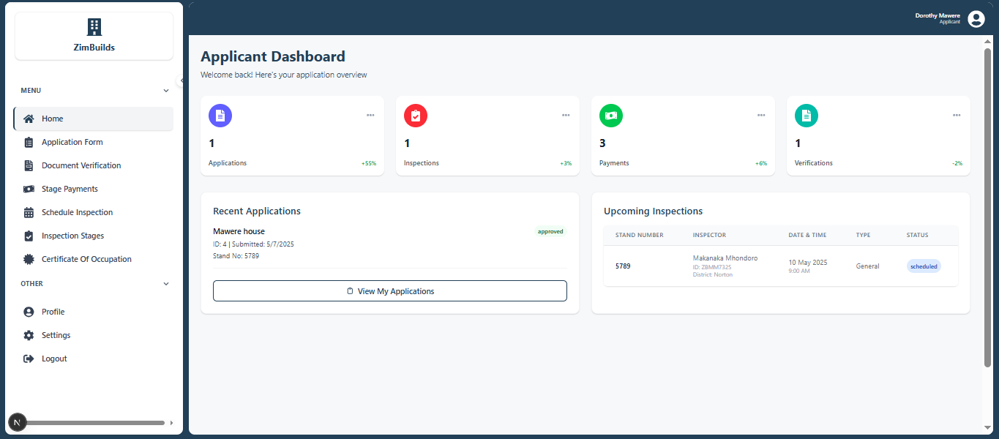 ZimBuilds
MENU
Home
Application Form
Document Verification
Stage Payments
Schedule Inspection
Inspection Stages
Certificate Of Occupation
OTHER
Profile
Settings
Logout
N
Dorothy Mawere
Applicant
Applicant Dashboard
Welcome back! Here's your application overview
1
Applications +55%
1
Inspections +3%
3
Payments +6%
1
Verifications -2%
Recent Applications
Mawere house approved
ID: 4 | Submitted: 5/7/2025
Stand No: 5789
View My Applications
Upcoming Inspections
STAND NUMBER INSPECTOR DATE & TIME TYPE STATUS
5789 Makanaka Mhondoro 10 May 2025 General scheduled
ID: ZBMM7325 9:00 AM
District: Norton